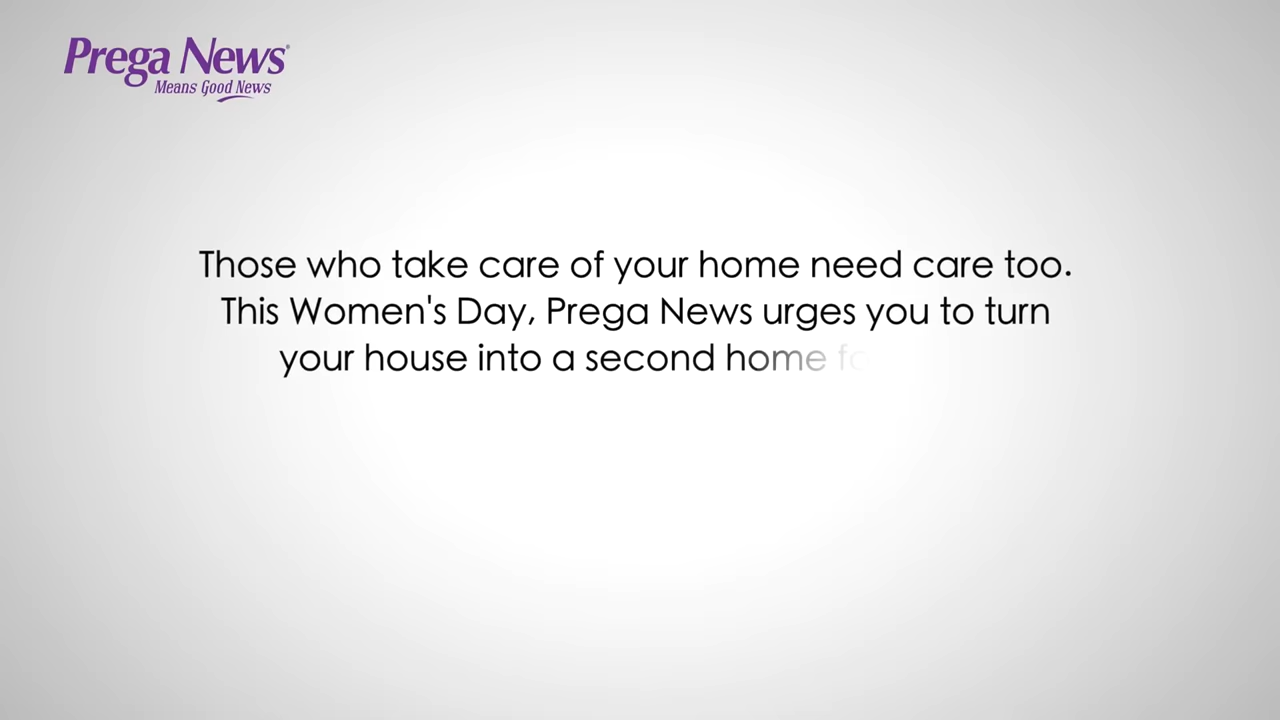 Prega News®
Means Good News
Those who take care of your home need care too.
This Women's Day, Prega News urges you to turn
your house into a second home